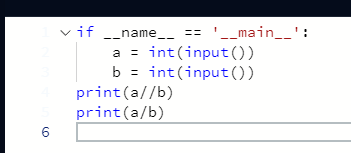 1 if __name__ == '__main__':
2     a = int(input())
3     b = int(input())
4 print(a//b)
5 print(a/b)
6